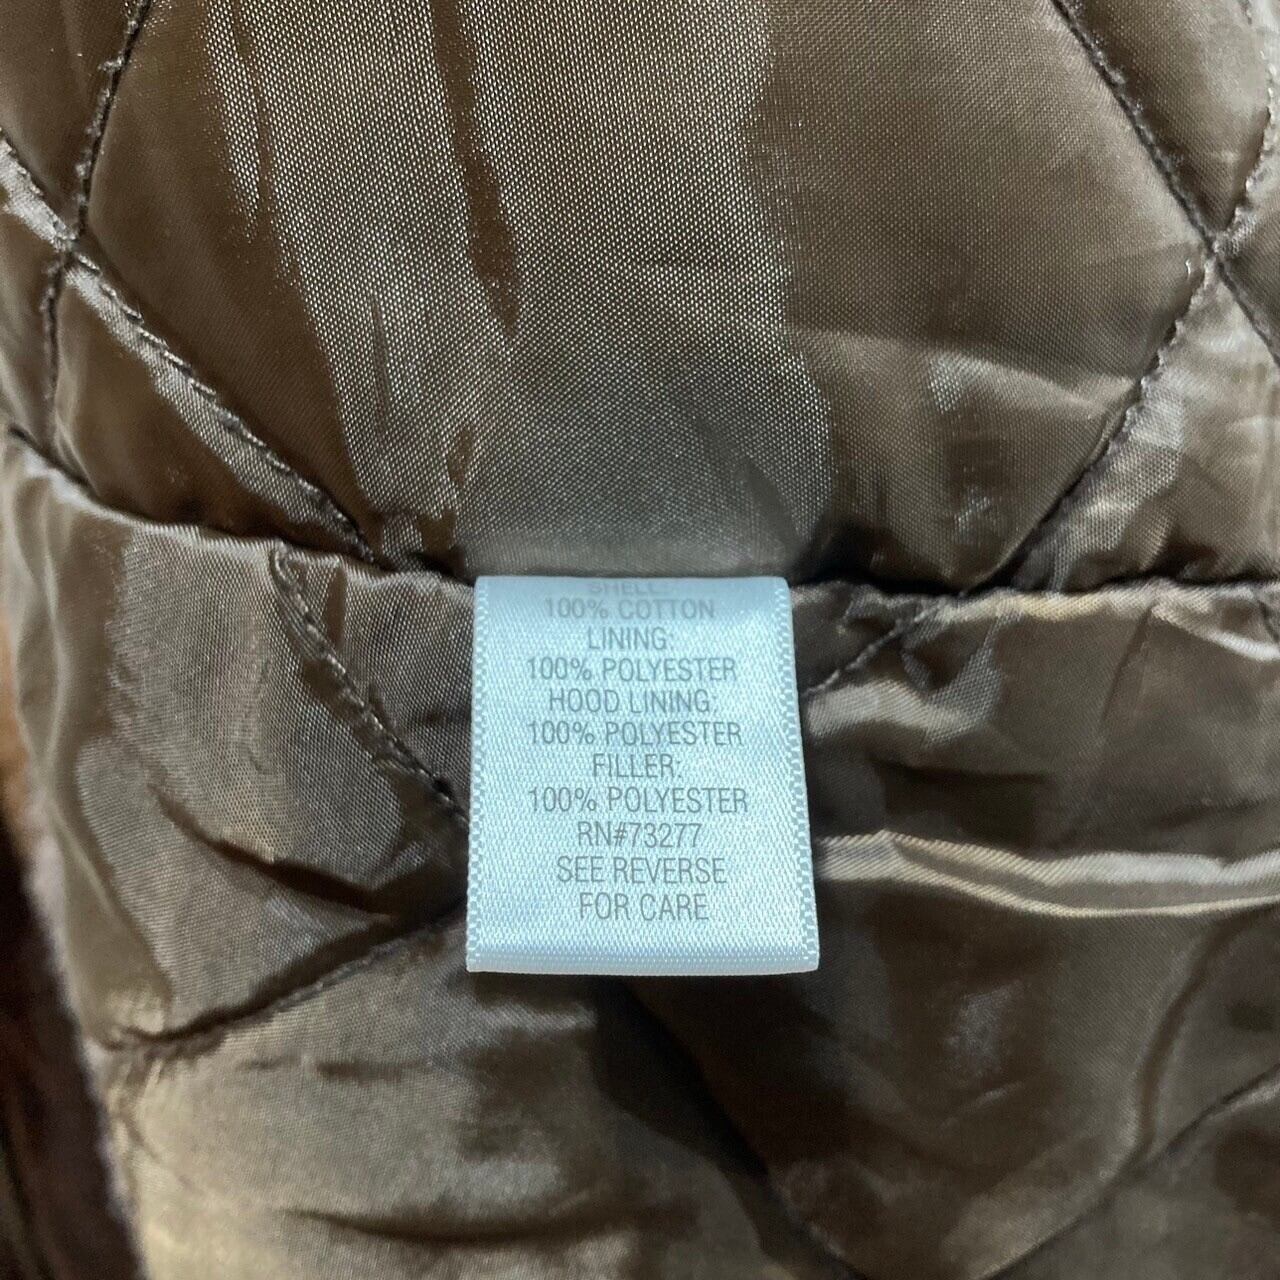 SHELL:
100% COTTON
LINING:
100% POLYESTER
HOOD LINING:
100% POLYESTER
FILLER:
100% POLYESTER
RN#73277
SEE REVERSE
FOR CARE